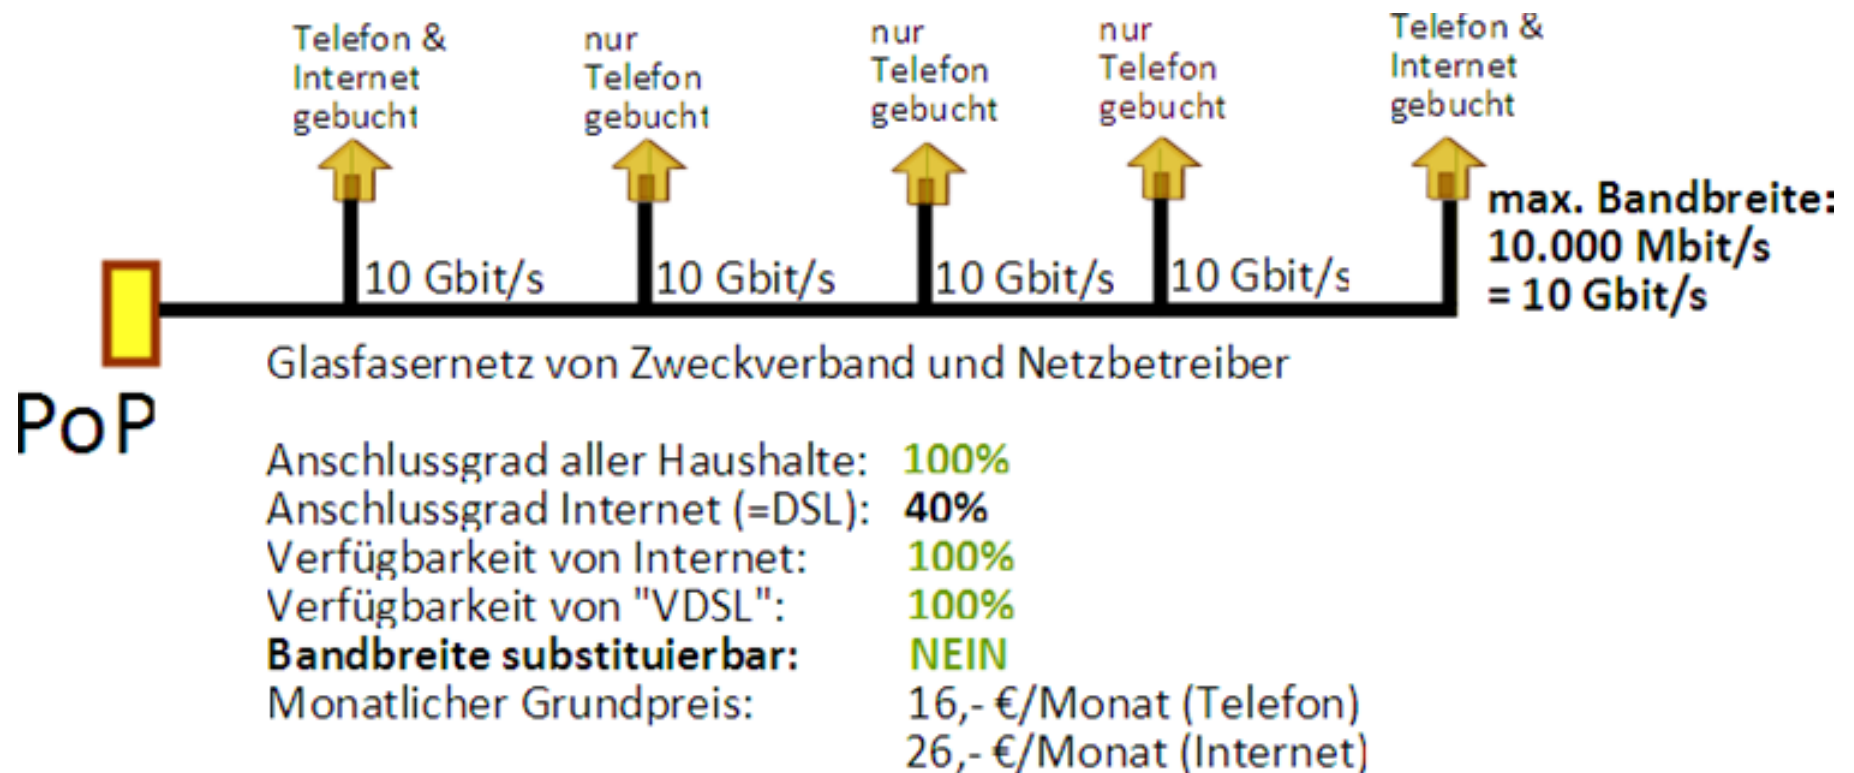 Telefon &
Internet
gebucht
nur
Telefon
gebucht
nur
Telefon
gebucht
nur
Telefon
gebucht
Telefon &
Internet
gebucht
10 Gbit/s
10 Gbit/s
10 Gbit/s
10 Gbit/s
max. Bandbreite:
10.000 Mbit/s
= 10 Gbit/s
PoP
Glasfasernetz von Zweckverband und Netzbetreiber
Anschlussgrad aller Haushalte: 100%
Anschlussgrad Internet (=DSL): 40%
Verfügbarkeit von Internet: 100%
Verfügbarkeit von "VDSL": 100%
Bandbreite substituierbar: NEIN
Monatlicher Grundpreis: 16,- €/Monat (Telefon)
26,- €/Monat (Internet)